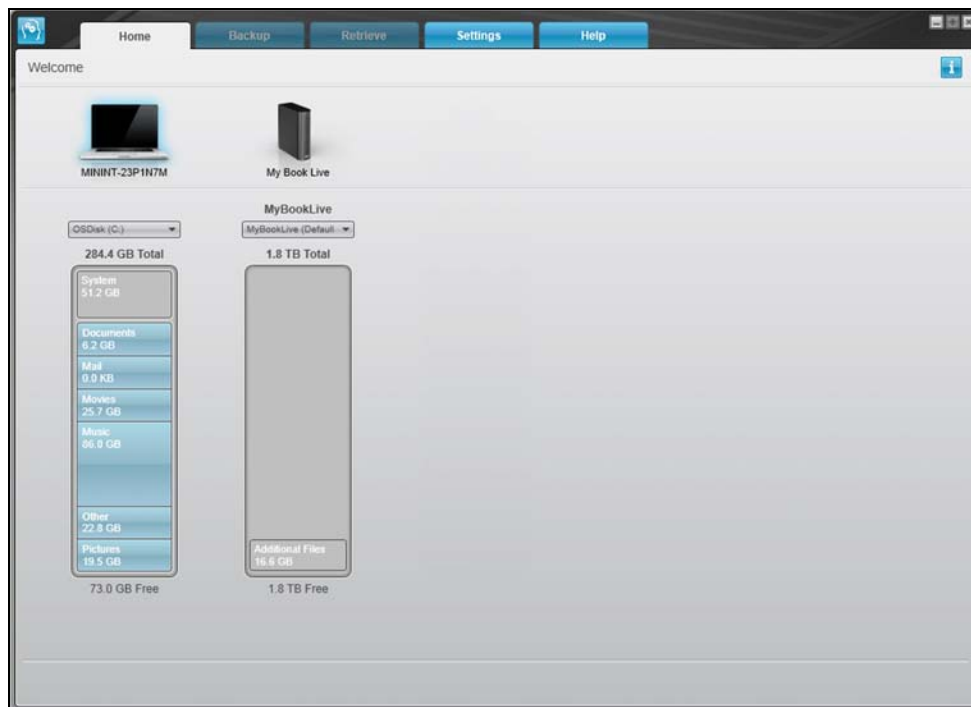 Home Backup Retrieve Settings Help
Welcome
MININT-23P1N7M My Book Live
MyBookLive
OSDisk (C:) MyBookLive (Defaull
284.4 GB Total 1.8 TB Total
System
51.2 GB
Documents
6.2 GB
Mail
0.0 KB
Movies
25.7 GB
Music
86.0 GB
Other
22.8 GB
Pictures
19.5 GB
Additional Files
16.6 GB
73.0 GB Free 1.8 TB Free